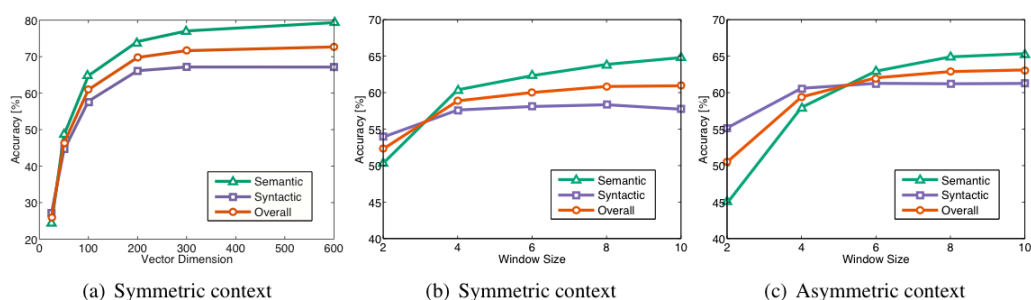 80
70
60
50
40
30
20
0
100
200
300
400
500
600
Accuracy [%]
Vector Dimension
Semantic
Syntactic
Overall
(a) Symmetric context
70
65
60
55
50
45
40
2
4
6
8
10
Accuracy [%]
Window Size
Semantic
Syntactic
Overall
(b) Symmetric context
70
65
60
55
50
45
40
2
4
6
8
10
Accuracy [%]
Window Size
Semantic
Syntactic
Overall
(c) Asymmetric context